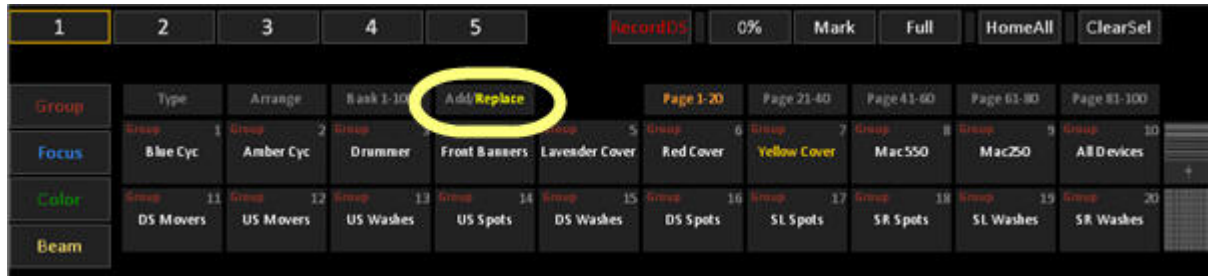 1 2 3 4 5 RecordDS 0% Mark Full HomeAll ClearSel
Group Type Arrange Bank 1-100 Add/Replace Page 1-20 Page 21-40 Page 41-60 Page 61-80 Page 81-100
Group 1 Group 2 Group 3 Group 5 Group 6 Group 7 Group 8 Group 9 Group 10
Focus Blue Cyc Amber Cyc Drummer Front Banners Lavender Cover Red Cover Yellow Cover Mac550 Mac250 All Devices
+
Color Group 11 Group 12 Group 13 Group 14 Group 15 Group 16 Group 17 Group 18 Group 19 Group 20
DS Movers US Movers US Washes US Spots DS Washes DS Spots SL Spots SR Spots SL Washes SR Washes
Beam